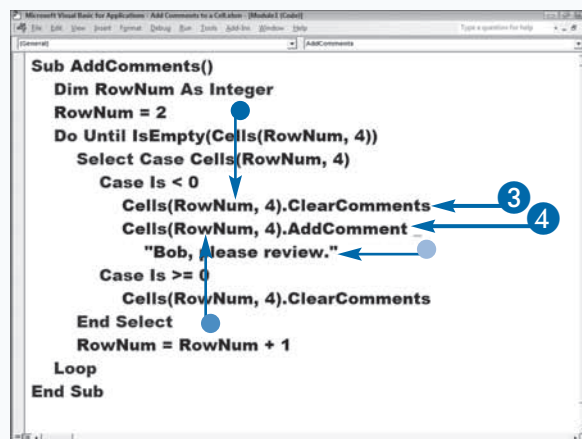 Microsoft Visual Basic for Applications - Add Comments to a Cell.xlsm - [Module1 (Code)]
File Edit View Insert Format Debug Run Tools Add-Ins Window Help Type a question for help
(General) AddComments
Sub AddComments()
Dim RowNum As Integer
RowNum = 2
Do Until IsEmpty(Cells(RowNum, 4))
Select Case Cells(RowNum, 4)
Case Is < 0
Cells(RowNum, 4).ClearComments 3
Cells(RowNum, 4).AddComment _ 4
"Bob, please review."
Case Is >= 0
Cells(RowNum, 4).ClearComments
End Select
RowNum = RowNum + 1
Loop
End Sub